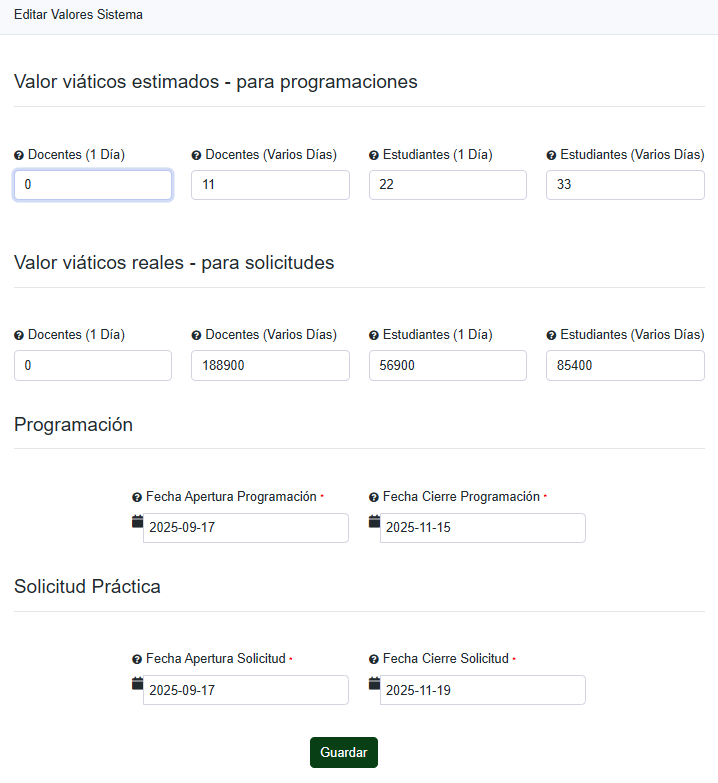 Editar Valores Sistema
Valor viáticos estimados - para programaciones
Docentes (1 Día) Docentes (Varios Días) Estudiantes (1 Día) Estudiantes (Varios Días)
0 11 22 33
Valor viáticos reales - para solicitudes
Docentes (1 Día) Docentes (Varios Días) Estudiantes (1 Día) Estudiantes (Varios Días)
0 188900 56900 85400
Programación
Fecha Apertura Programación * Fecha Cierre Programación *
2025-09-17 2025-11-15
Solicitud Práctica
Fecha Apertura Solicitud * Fecha Cierre Solicitud *
2025-09-17 2025-11-19
Guardar